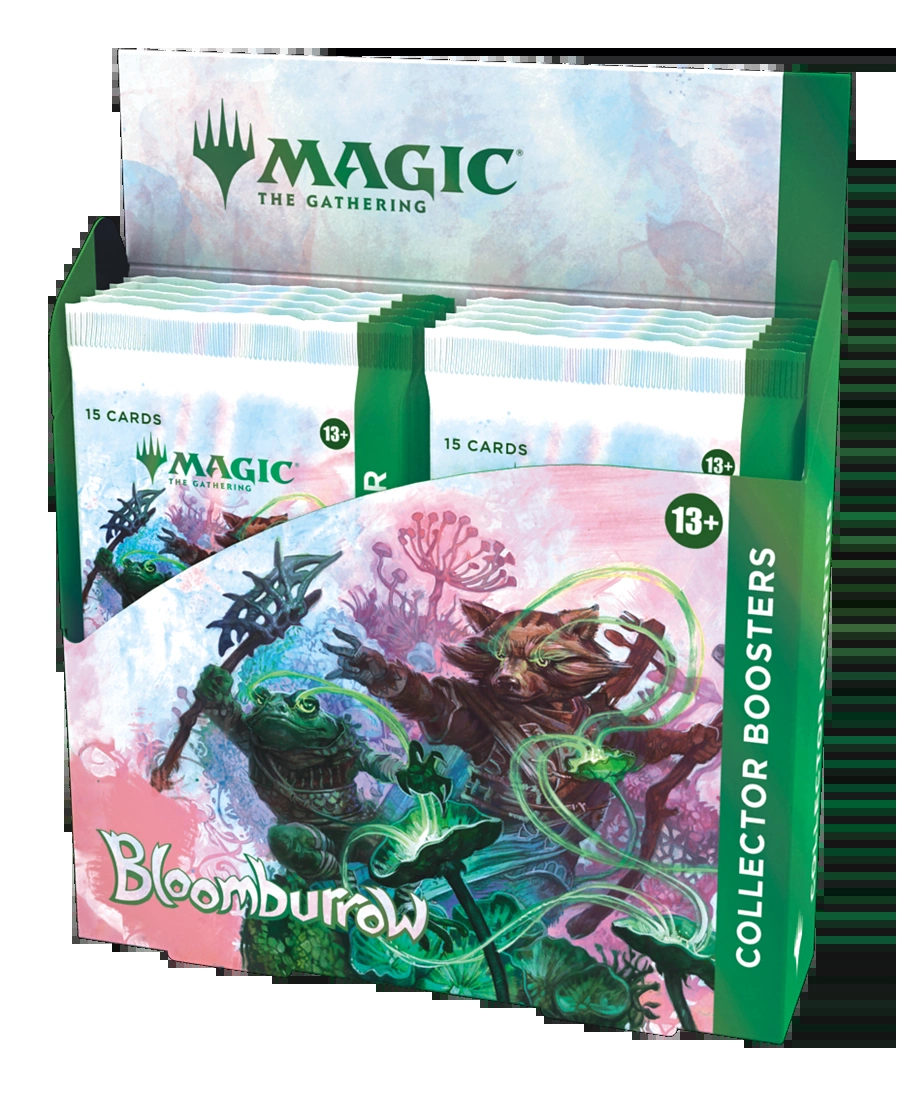 MAGIC®
THE GATHERING
15 CARDS
13+
MAGIC
THE GATHERING
R
15 CARDS
13+
13+
COLLECTOR BOOSTERS
Bloomburrow